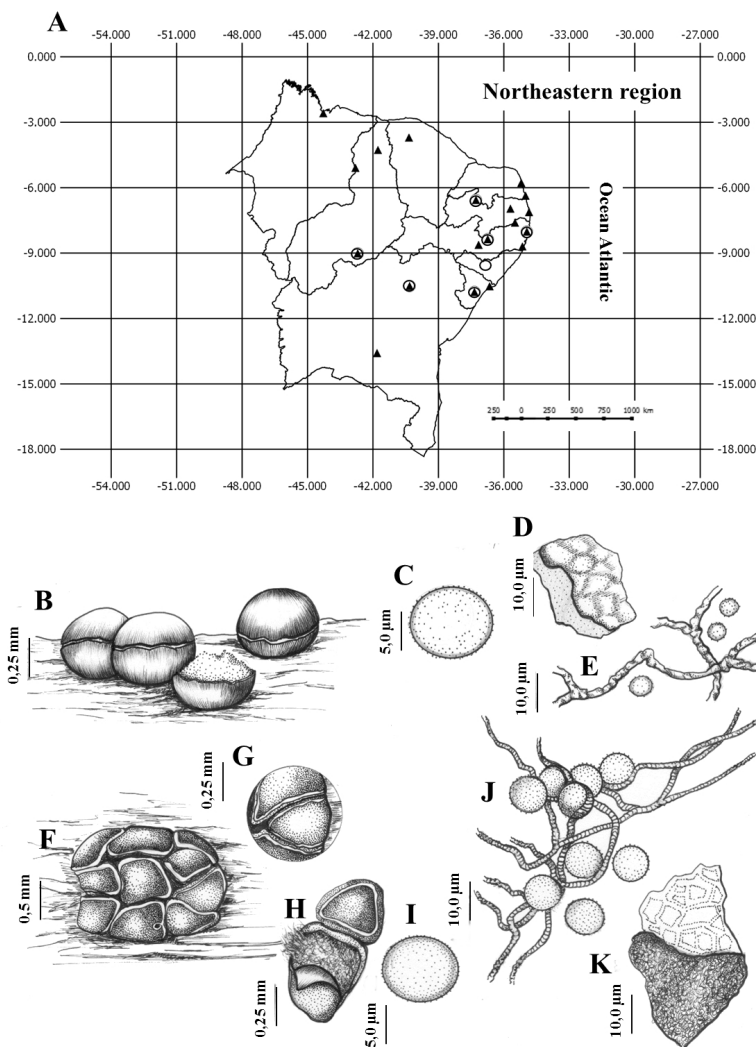 A
-54.000 -51.000 -48.000 -45.000 -42.000 -39.000 -36.000 -33.000 -30.000 -27.000
0.000 0.000
Northeastern region
-3.000 -3.000
-6.000 -6.000
Ocean Atlantic
-9.000 -9.000
-12.000 -12.000
-15.000 -15.000
250 0 250 500 750 1000 km
-18.000 -18.000
-54.000 -51.000 -48.000 -45.000 -42.000 -39.000 -36.000 -33.000 -30.000 -27.000
B
0,25 mm
C
5,0 µm
D
10,0 µm
E
10,0 µm
F
0,5 mm
G
0,25 mm
H
0,25 mm
I
5,0 µm
J
10,0 µm
K
10,0 µm